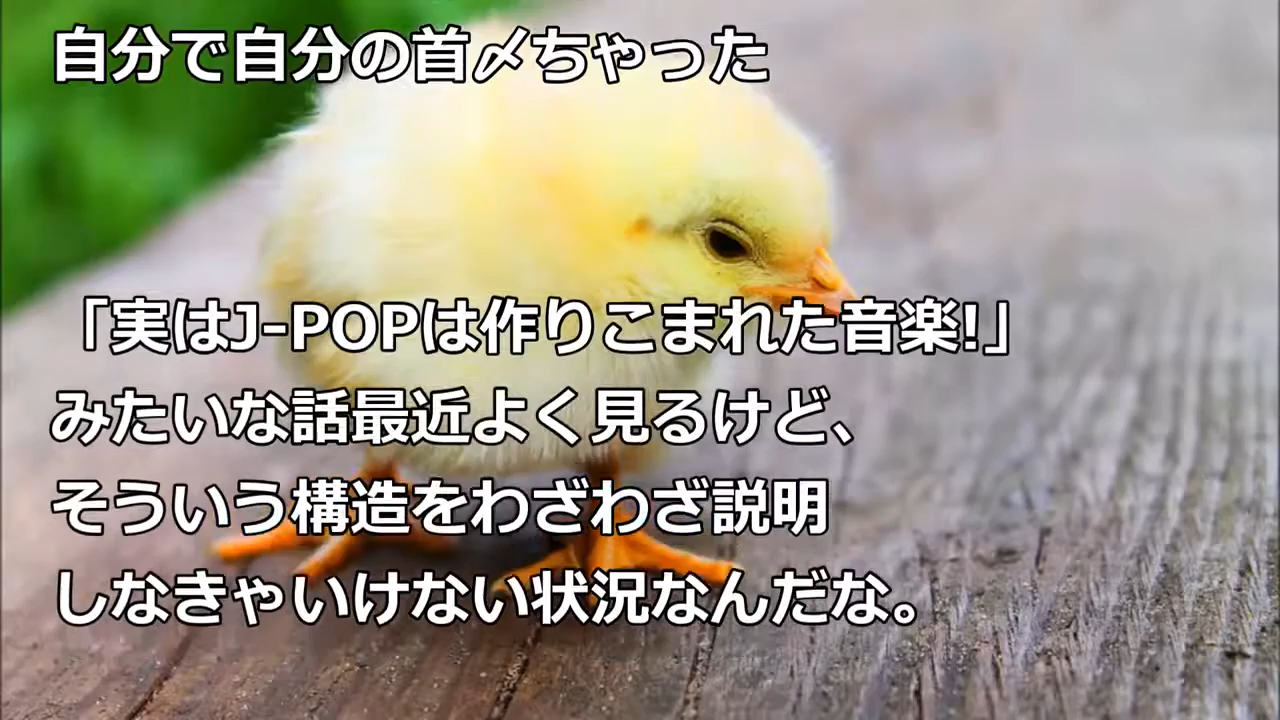 自分で自分の首〆ちゃった
「実はJ-POPは作りこまれた音楽!」
みたいな話最近よく見るけど、
そういう構造をわざわざ説明
しなきゃいけない状況なんだな。